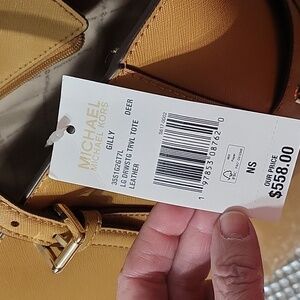 MICHAEL
MICHAEL KORS
GILLY
DEER
35S1G2GT7L
LG DRWSTG TRVL TOTE
LEATHER
NS
OUR PRICE
$558.00